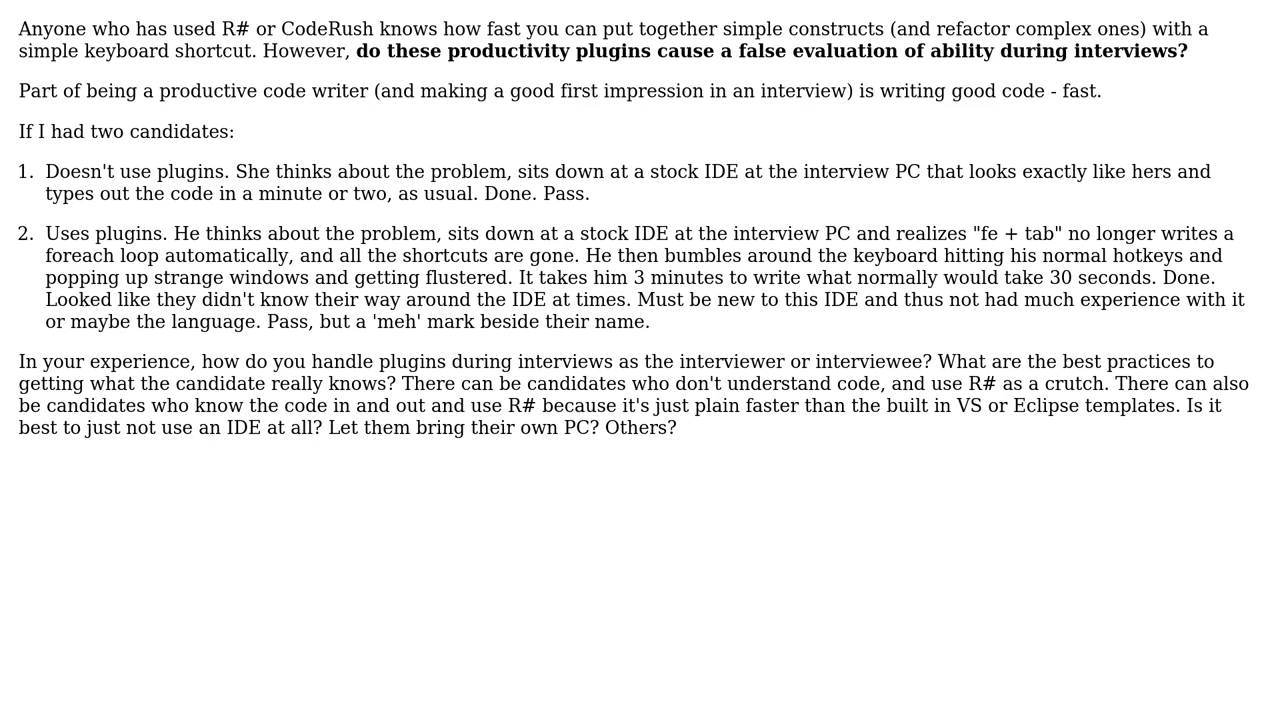 Anyone who has used R# or CodeRush knows how fast you can put together simple constructs (and refactor complex ones) with a
simple keyboard shortcut. However, do these productivity plugins cause a false evaluation of ability during interviews?
Part of being a productive code writer (and making a good first impression in an interview) is writing good code - fast.
If I had two candidates:
1. Doesn't use plugins. She thinks about the problem, sits down at a stock IDE at the interview PC that looks exactly like hers and
types out the code in a minute or two, as usual. Done. Pass.
2. Uses plugins. He thinks about the problem, sits down at a stock IDE at the interview PC and realizes "fe + tab" no longer writes a
foreach loop automatically, and all the shortcuts are gone. He then bumbles around the keyboard hitting his normal hotkeys and
popping up strange windows and getting flustered. It takes him 3 minutes to write what normally would take 30 seconds. Done.
Looked like they didn't know their way around the IDE at times. Must be new to this IDE and thus not had much experience with it
or maybe the language. Pass, but a 'meh' mark beside their name.
In your experience, how do you handle plugins during interviews as the interviewer or interviewee? What are the best practices to
getting what the candidate really knows? There can be candidates who don't understand code, and use R# as a crutch. There can also
be candidates who know the code in and out and use R# because it's just plain faster than the built in VS or Eclipse templates. Is it
best to just not use an IDE at all? Let them bring their own PC? Others?